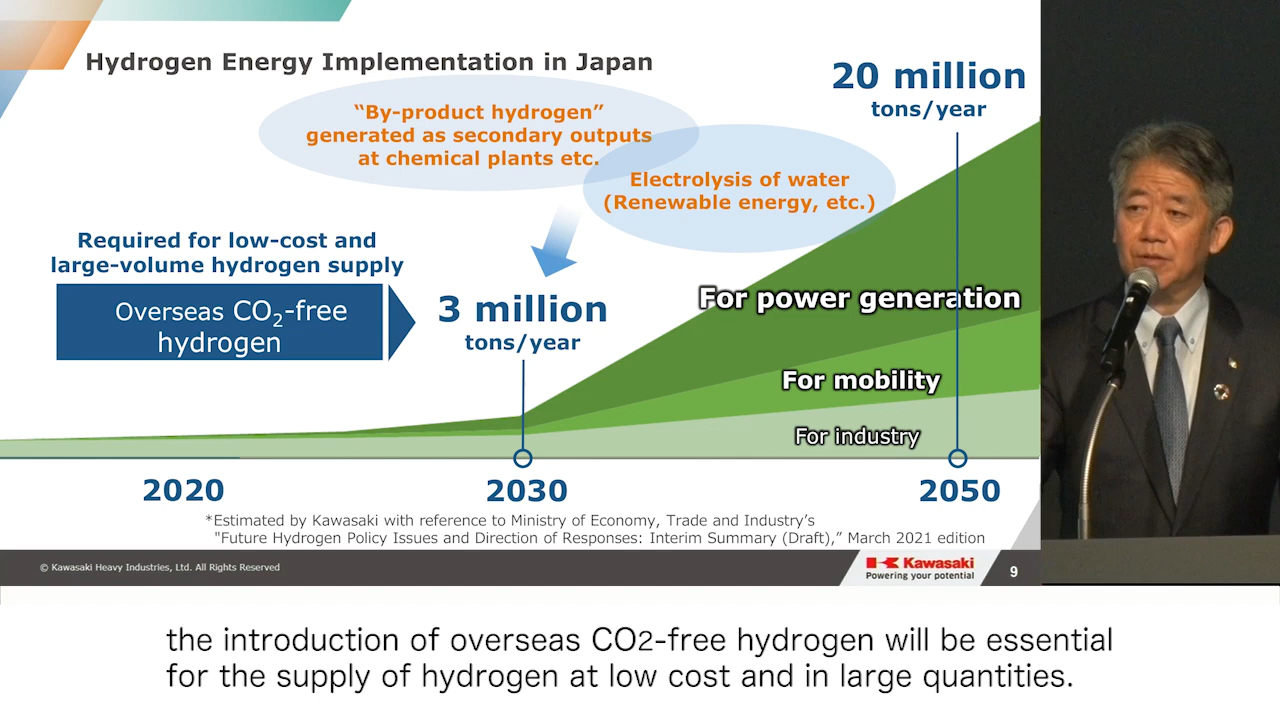 Hydrogen Energy Implementation in Japan
20 million
tons/year
“By-product hydrogen”
generated as secondary outputs
at chemical plants etc.
Electrolysis of water
(Renewable energy, etc.)
Required for low-cost and
large-volume hydrogen supply
Overseas CO₂-free
hydrogen
3 million
tons/year
For power generation
For mobility
For industry
2020
2030
2050
*Estimated by Kawasaki with reference to Ministry of Economy, Trade and Industry’s
"Future Hydrogen Policy Issues and Direction of Responses: Interim Summary (Draft),” March 2021 edition
© Kawasaki Heavy Industries, Ltd. All Rights Reserved
Kawasaki
Powering your potential
9
the introduction of overseas CO2-free hydrogen will be essential
for the supply of hydrogen at low cost and in large quantities.